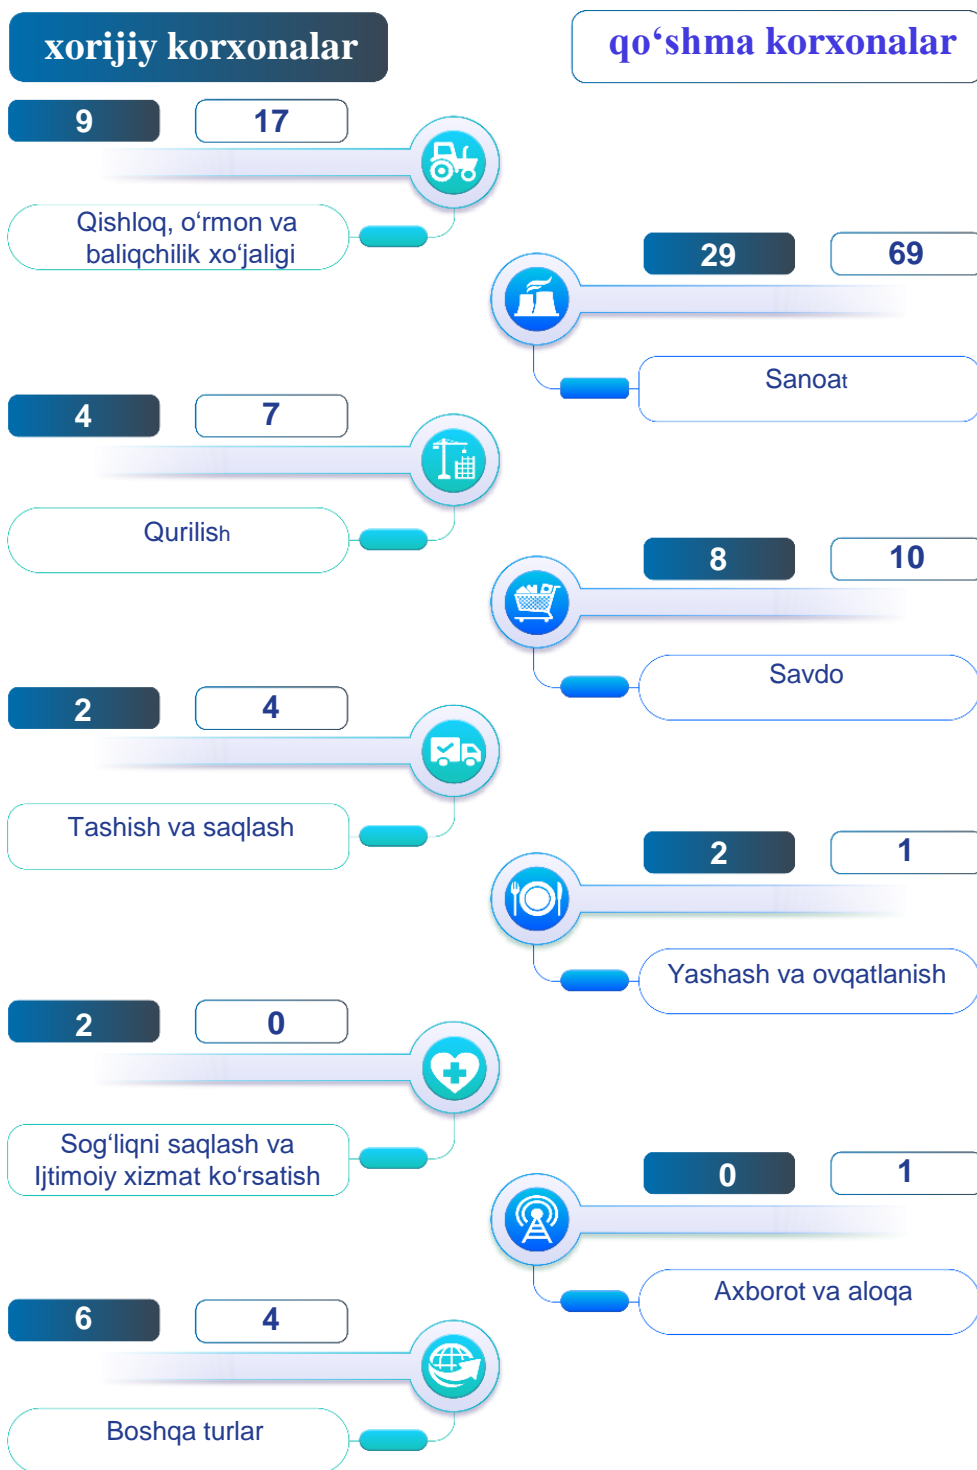 xorijiy korxonalar
qo‘shma korxonalar
9
17
Qishloq, o‘rmon va
baliqchilik xo‘jaligi
29
69
Sanoat
4
7
Qurilish
8
10
Savdo
2
4
Tashish va saqlash
2
1
Yashash va ovqatlanish
2
0
Sog‘liqni saqlash va
Ijtimoiy xizmat ko‘rsatish
0
1
Axborot va aloqa
6
4
Boshqa turlar